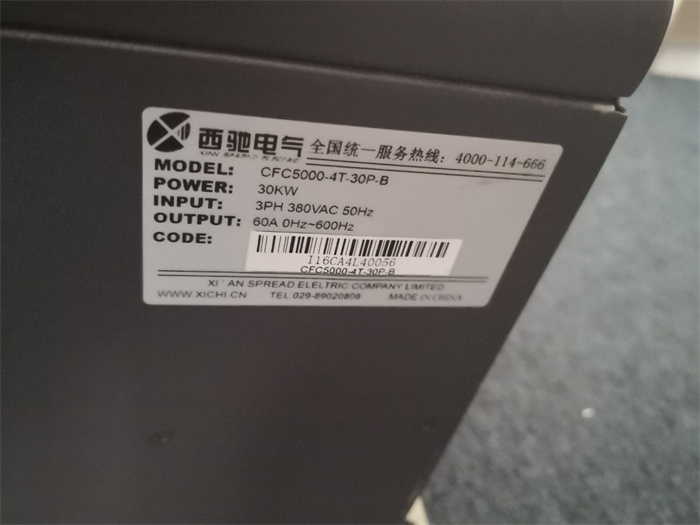 西驰电气 全国统一服务热线: 4000-114-666
MODEL: CFC5000-4T-30P-B
POWER: 30KW
INPUT: 3PH 380VAC 50Hz
OUTPUT: 60A 0Hz~600Hz
CODE:
I16CA4L40056
CFC5000-4T-30P-B
XI'AN SPREAD ELELTRIC COMPANY LIMITED
WWW.XICHI.CN TEL 029-89020808 MADE IN CHINA